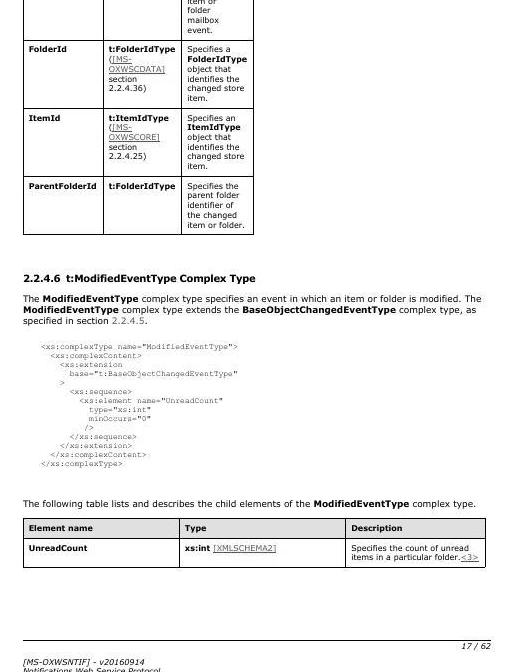 item or
folder
mailbox
event.
FolderId
t:FolderIdType
([MS-
OXWSCDATA]
section
2.2.4.36)
Specifies a
FolderIdType
object that
identifies the
changed store
item.
ItemId
t:ItemIdType
([MS-
OXWSCORE]
section
2.2.4.25)
Specifies an
ItemIdType
object that
identifies the
changed store
item.
ParentFolderId
t:FolderIdType
Specifies the
parent folder
identifier of
the changed
item or folder.
2.2.4.6 t:ModifiedEventType Complex Type
The ModifiedEventType complex type specifies an event in which an item or folder is modified. The
ModifiedEventType complex type extends the BaseObjectChangedEventType complex type, as
specified in section 2.2.4.5.
<xs:complexType name="ModifiedEventType">
  <xs:complexContent>
    <xs:extension
      base="t:BaseObjectChangedEventType"
    >
      <xs:sequence>
        <xs:element name="UnreadCount"
          type="xs:int"
          minOccurs="0"
         />
      </xs:sequence>
    </xs:extension>
  </xs:complexContent>
</xs:complexType>
The following table lists and describes the child elements of the ModifiedEventType complex type.
Element name Type Description
UnreadCount
xs:int [XMLSCHEMA2]
Specifies the count of unread
items in a particular folder.<3>
17 / 62
[MS-OXWSNTIF] - v20160914
Notifications Web Service Protocol